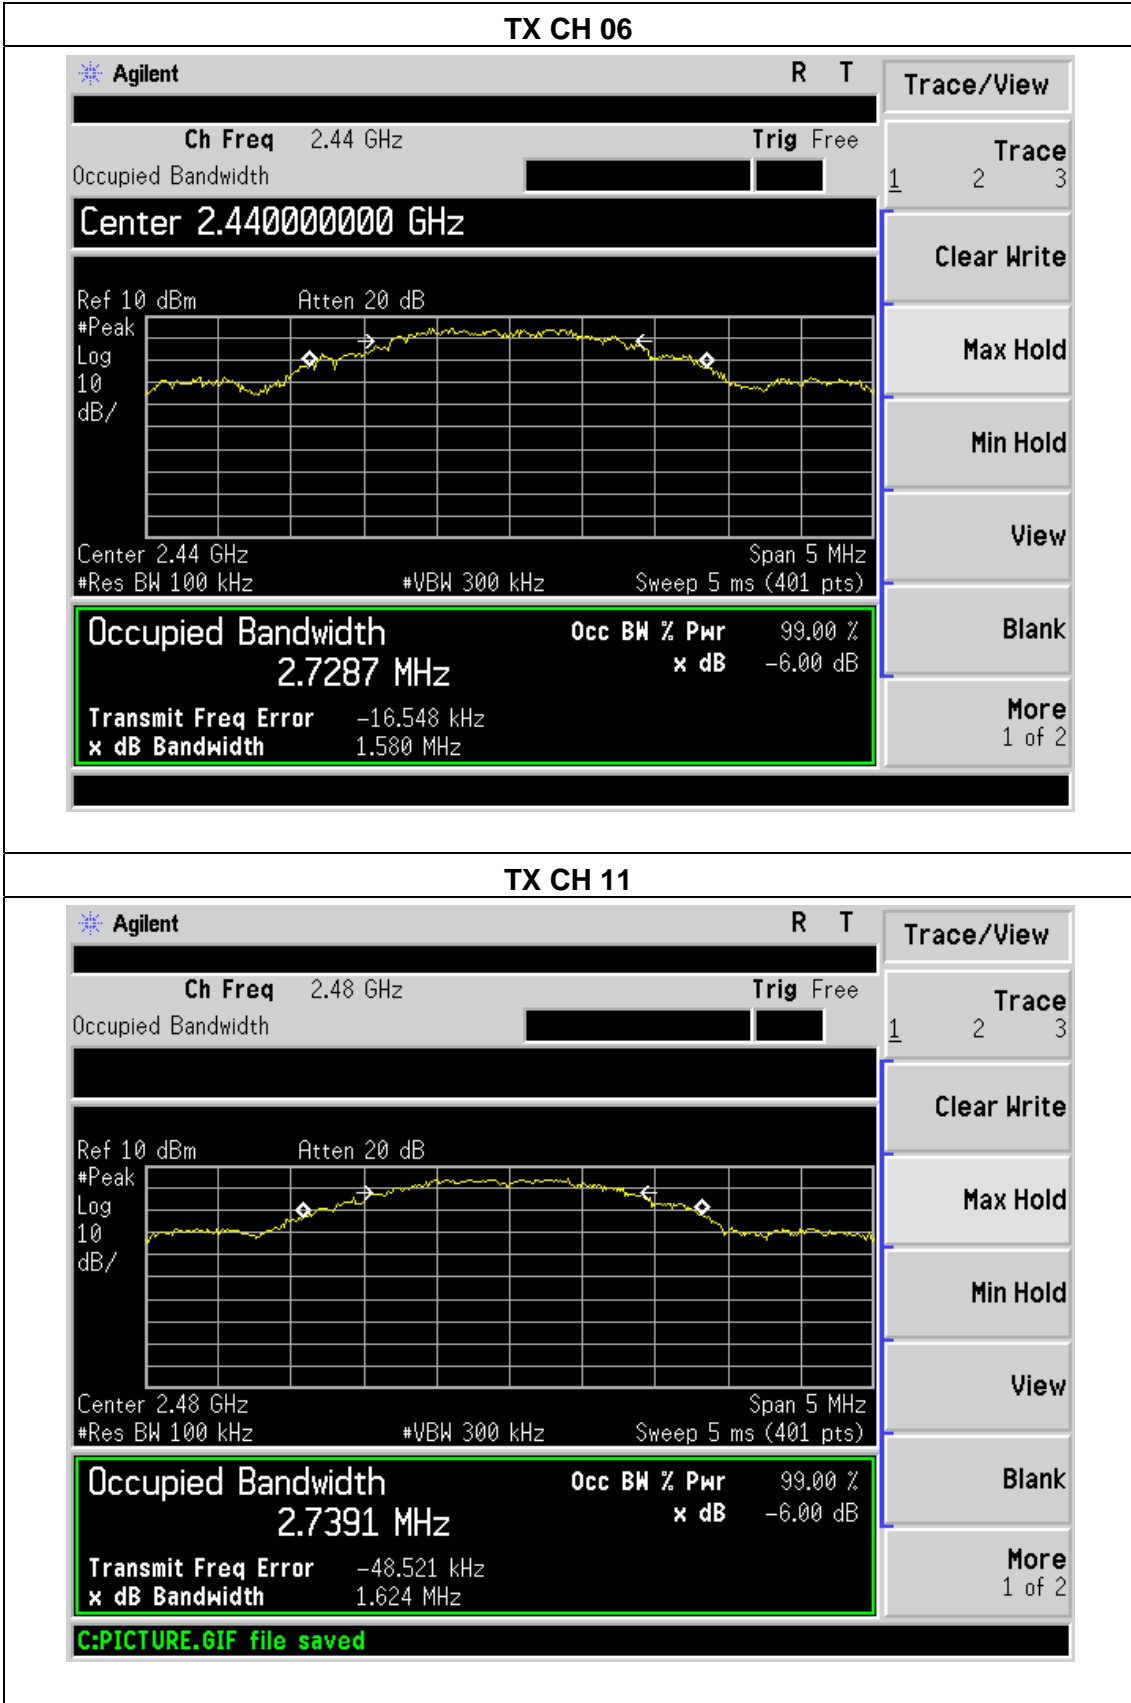 TX CH 06
Agilent R T
Trace/View
Ch Freq 2.44 GHz Trig Free
Occupied Bandwidth
Trace
1 2 3
Center 2.440000000 GHz
Clear Write
Ref 10 dBm Atten 20 dB
#Peak
Log
10
dB/
Max Hold
Min Hold
View
Center 2.44 GHz Span 5 MHz
#Res BW 100 kHz #VBW 300 kHz Sweep 5 ms (401 pts)
Occupied Bandwidth Occ BW % Pwr 99.00 %
2.7287 MHz x dB -6.00 dB
Blank
Transmit Freq Error -16.548 kHz
x dB Bandwidth 1.580 MHz
More
1 of 2
TX CH 11
Agilent R T
Trace/View
Ch Freq 2.48 GHz Trig Free
Occupied Bandwidth
Trace
1 2 3
Clear Write
Ref 10 dBm Atten 20 dB
#Peak
Log
10
dB/
Max Hold
Min Hold
View
Center 2.48 GHz Span 5 MHz
#Res BW 100 kHz #VBW 300 kHz Sweep 5 ms (401 pts)
Occupied Bandwidth Occ BW % Pwr 99.00 %
2.7391 MHz x dB -6.00 dB
Blank
Transmit Freq Error -48.521 kHz
x dB Bandwidth 1.624 MHz
More
1 of 2
C:PICTURE.GIF file saved